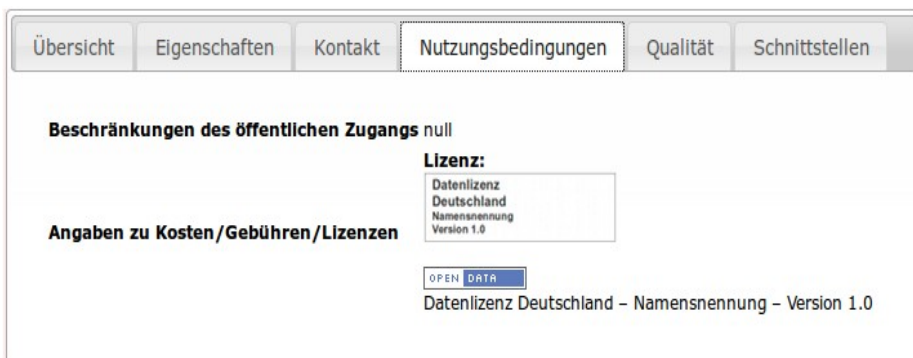 Übersicht Eigenschaften Kontakt Nutzungsbedingungen Qualität Schnittstellen
Beschränkungen des öffentlichen Zugangs null
Lizenz:
Datenlizenz
Deutschland
Namensnennung
Version 1.0
Angaben zu Kosten/Gebühren/Lizenzen
OPEN DATA
Datenlizenz Deutschland – Namensnennung – Version 1.0